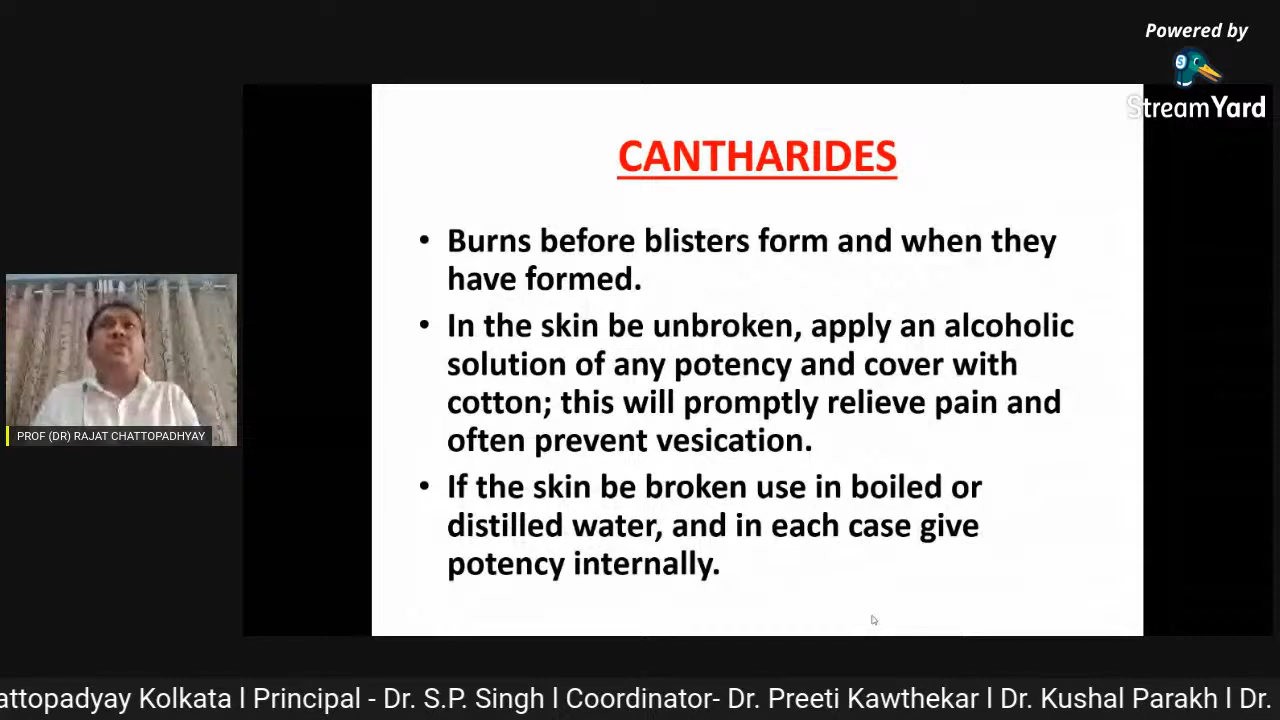 Powered by
StreamYard
CANTHARIDES
• Burns before blisters form and when they
have formed.
• In the skin be unbroken, apply an alcoholic
solution of any potency and cover with
cotton; this will promptly relieve pain and
often prevent vesication.
• If the skin be broken use in boiled or
distilled water, and in each case give
potency internally.
PROF (DR) RAJAT CHATTOPADHYAY
attopadyay Kolkata l Principal - Dr. S.P. Singh l Coordinator- Dr. Preeti Kawthekar l Dr. Kushal Parakh l Dr.